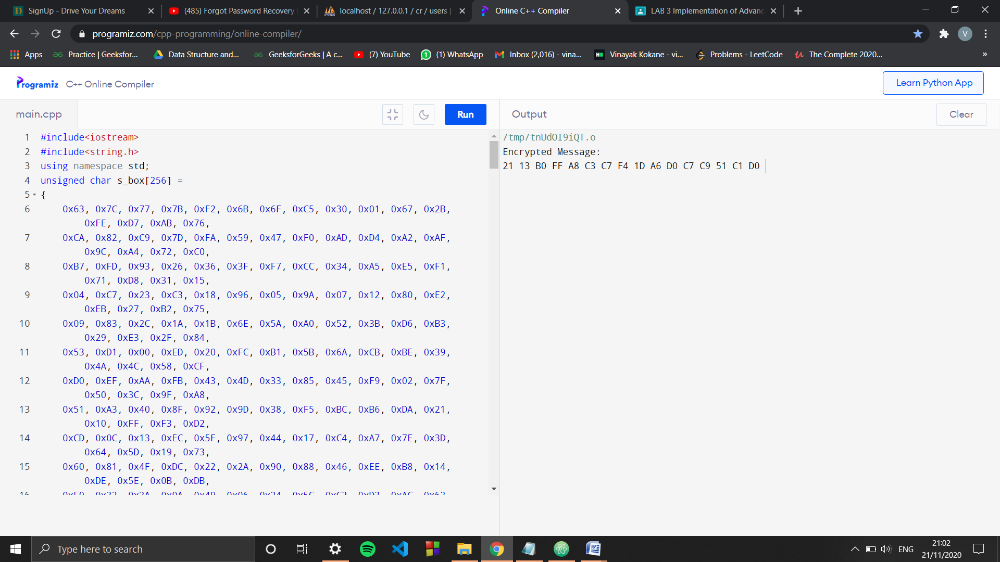 SignUp - Drive Your Dreams
(485) Forgot Password Recovery
localhost / 127.0.0.1 / cr / users |
Online C++ Compiler
LAB 3 Implementation of Advanc
programiz.com/cpp-programming/online-compiler/
V
Apps
Practice | Geeksfor...
Data Structure and...
GeeksforGeeks | A c...
(7) YouTube
(1) WhatsApp
Inbox (2,016) - vina...
Vinayak Kokane - vi...
Problems - LeetCode
The Complete 2020...
»
Programiz C++ Online Compiler
Learn Python App
main.cpp
Run
Output
Clear
1 #include<iostream>
2 #include<string.h>
3 using namespace std;
4 unsigned char s_box[256] =
5 {
6 0x63, 0x7C, 0x77, 0x7B, 0xF2, 0x6B, 0x6F, 0xC5, 0x30, 0x01, 0x67, 0x2B,
0xFE, 0xD7, 0xAB, 0x76,
7 0xCA, 0x82, 0xC9, 0x7D, 0xFA, 0x59, 0x47, 0xF0, 0xAD, 0xD4, 0xA2, 0xAF,
0x9C, 0xA4, 0x72, 0xC0,
8 0xB7, 0xFD, 0x93, 0x26, 0x36, 0x3F, 0xF7, 0xCC, 0x34, 0xA5, 0xE5, 0xF1,
0x71, 0xD8, 0x31, 0x15,
9 0x04, 0xC7, 0x23, 0xC3, 0x18, 0x96, 0x05, 0x9A, 0x07, 0x12, 0x80, 0xE2,
0xEB, 0x27, 0xB2, 0x75,
10 0x09, 0x83, 0x2C, 0x1A, 0x1B, 0x6E, 0x5A, 0xA0, 0x52, 0x3B, 0xD6, 0xB3,
0x29, 0xE3, 0x2F, 0x84,
11 0x53, 0xD1, 0x00, 0xED, 0x20, 0xFC, 0xB1, 0x5B, 0x6A, 0xCB, 0xBE, 0x39,
0x4A, 0x4C, 0x58, 0xCF,
12 0xD0, 0xEF, 0xAA, 0xFB, 0x43, 0x4D, 0x33, 0x85, 0x45, 0xF9, 0x02, 0x7F,
0x50, 0x3C, 0x9F, 0xA8,
13 0x51, 0xA3, 0x40, 0x8F, 0x92, 0x9D, 0x38, 0xF5, 0xBC, 0xB6, 0xDA, 0x21,
0x10, 0xFF, 0xF3, 0xD2,
14 0xCD, 0x0C, 0x13, 0xEC, 0x5F, 0x97, 0x44, 0x17, 0xC4, 0xA7, 0x7E, 0x3D,
0x64, 0x5D, 0x19, 0x73,
15 0x60, 0x81, 0x4F, 0xDC, 0x22, 0x2A, 0x90, 0x88, 0x46, 0xEE, 0xB8, 0x14,
0xDE, 0x5E, 0x0B, 0xDB,
16 0xE0, 0x32, 0x3A, 0x0A, 0x49, 0x06, 0x24, 0x5C, 0xC2, 0xD3, 0xAC, 0x62,
/tmp/tnUdOI9iQT.o
Encrypted Message:
21 13 B0 FF A8 C3 C7 F4 1D A6 D0 C7 C9 51 C1 D0
Type here to search
ENG
21:02
21/11/2020